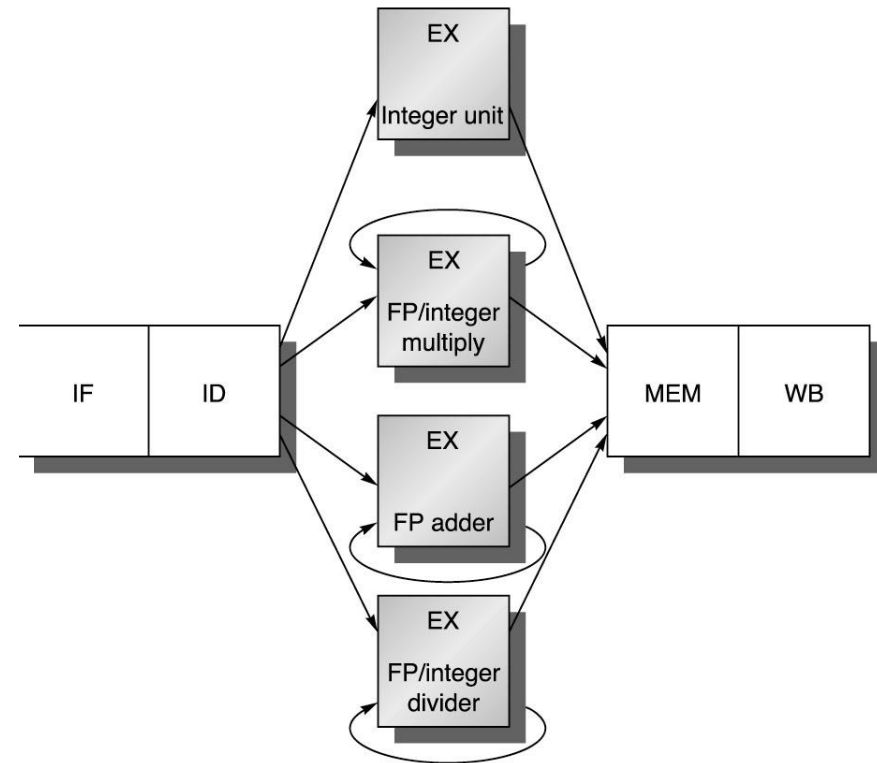 EX
Integer unit
EX
FP/integer
multiply
IF
ID
MEM
WB
EX
FP adder
EX
FP/integer
divider